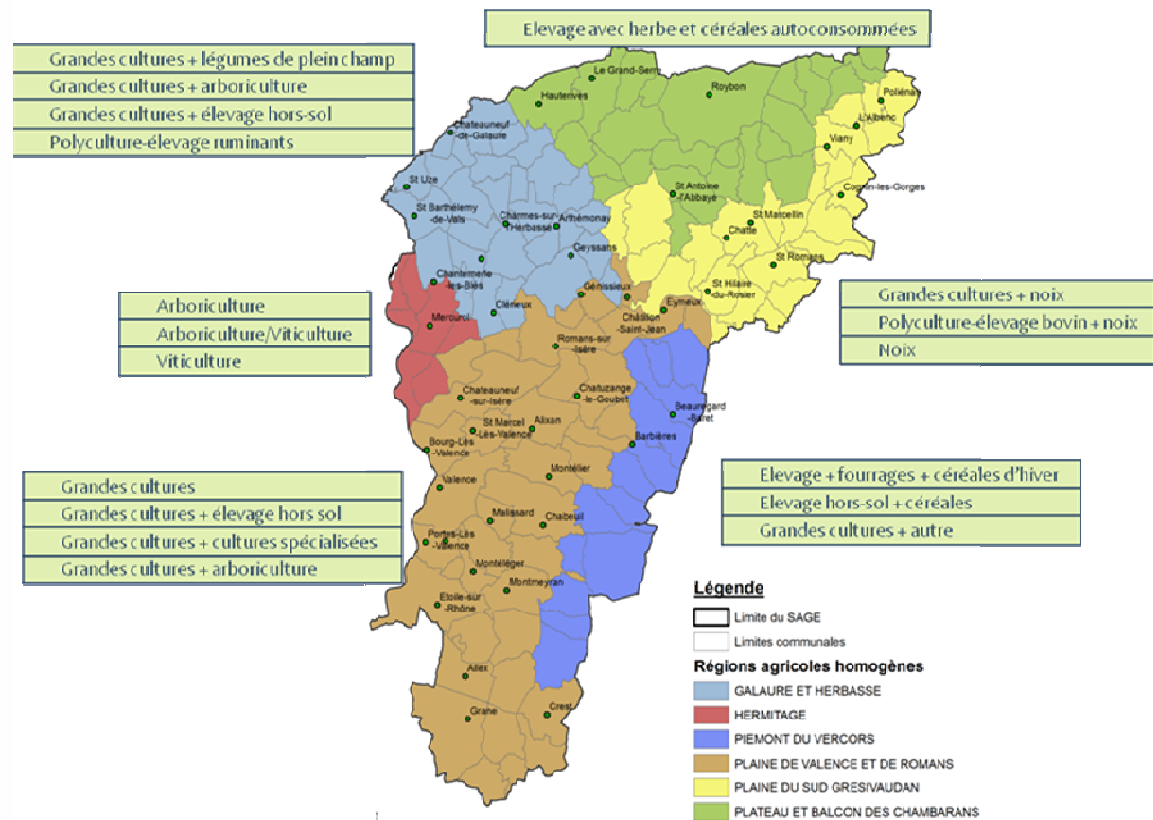 Elevage avec herbe et céréales autoconsommées
Grandes cultures + légumes de plein champ
Grandes cultures + arboriculture
Grandes cultures + élevage hors-sol
Polyculture-élevage ruminants
Le Grand-Serre
Hauterives
Roybon
Poliénas
L'Albenc
Vinay
Chateauneuf
-de-Galaure
St Uze
St Barthélemy
-de-Vals
Charmes-sur
-l'Herbasse
Arthémonay
St Antoine
-l'Abbaye
Cognin-les-Gorges
St Marcellin
Chatte
Geyssans
St Romans
Chantemerle
-les-Blés
Génissieux
St Hilaire
-du-Rosier
Clérieux
Eymeux
Châtillon
-Saint-Jean
Mercurol
Romans-sur
-Isère
Arboriculture
Arboriculture/Viticulture
Viticulture
Grandes cultures + noix
Polyculture-élevage bovin + noix
Noix
Chateauneuf
-sur-Isère
Chatuzange
-le-Goubet
Beauregard
-Baret
St Marcel
-Lès-Valence
Alixan
Barbières
Bourg-Lès
-Valence
Montélier
Valence
Malissard
Chabeuil
Portes-Lès
-Valence
Montéléger
Montmeyran
Etoile-sur
-Rhône
Allex
Grane
Crest
Grandes cultures
Grandes cultures + élevage hors sol
Grandes cultures + cultures spécialisées
Grandes cultures + arboriculture
Elevage + fourrages + céréales d'hiver
Elevage hors-sol + céréales
Grandes cultures + autre
Légende
Limite du SAGE
Limites communales
Régions agricoles homogènes
GALAURE ET HERBASSE
HERMITAGE
PIEMONT DU VERCORS
PLAINE DE VALENCE ET DE ROMANS
PLAINE DU SUD GRESIVAUDAN
PLATEAU ET BALCON DES CHAMBARANS